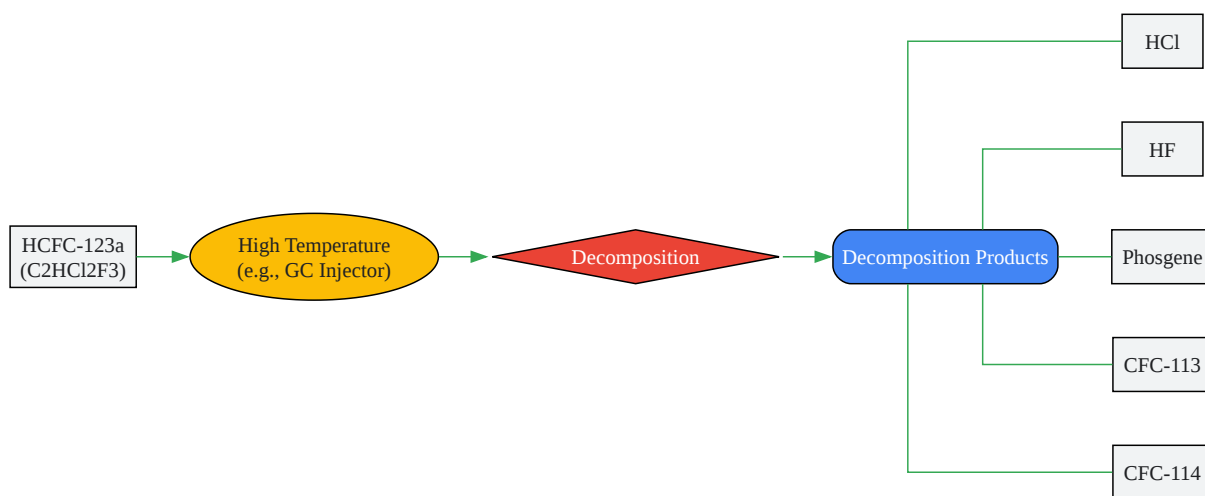 HCFC-123a
(C2HCl2F3)
High Temperature
(e.g., GC Injector)
Decomposition
Decomposition Products
HCl
HF
Phosgene
CFC-113
CFC-114